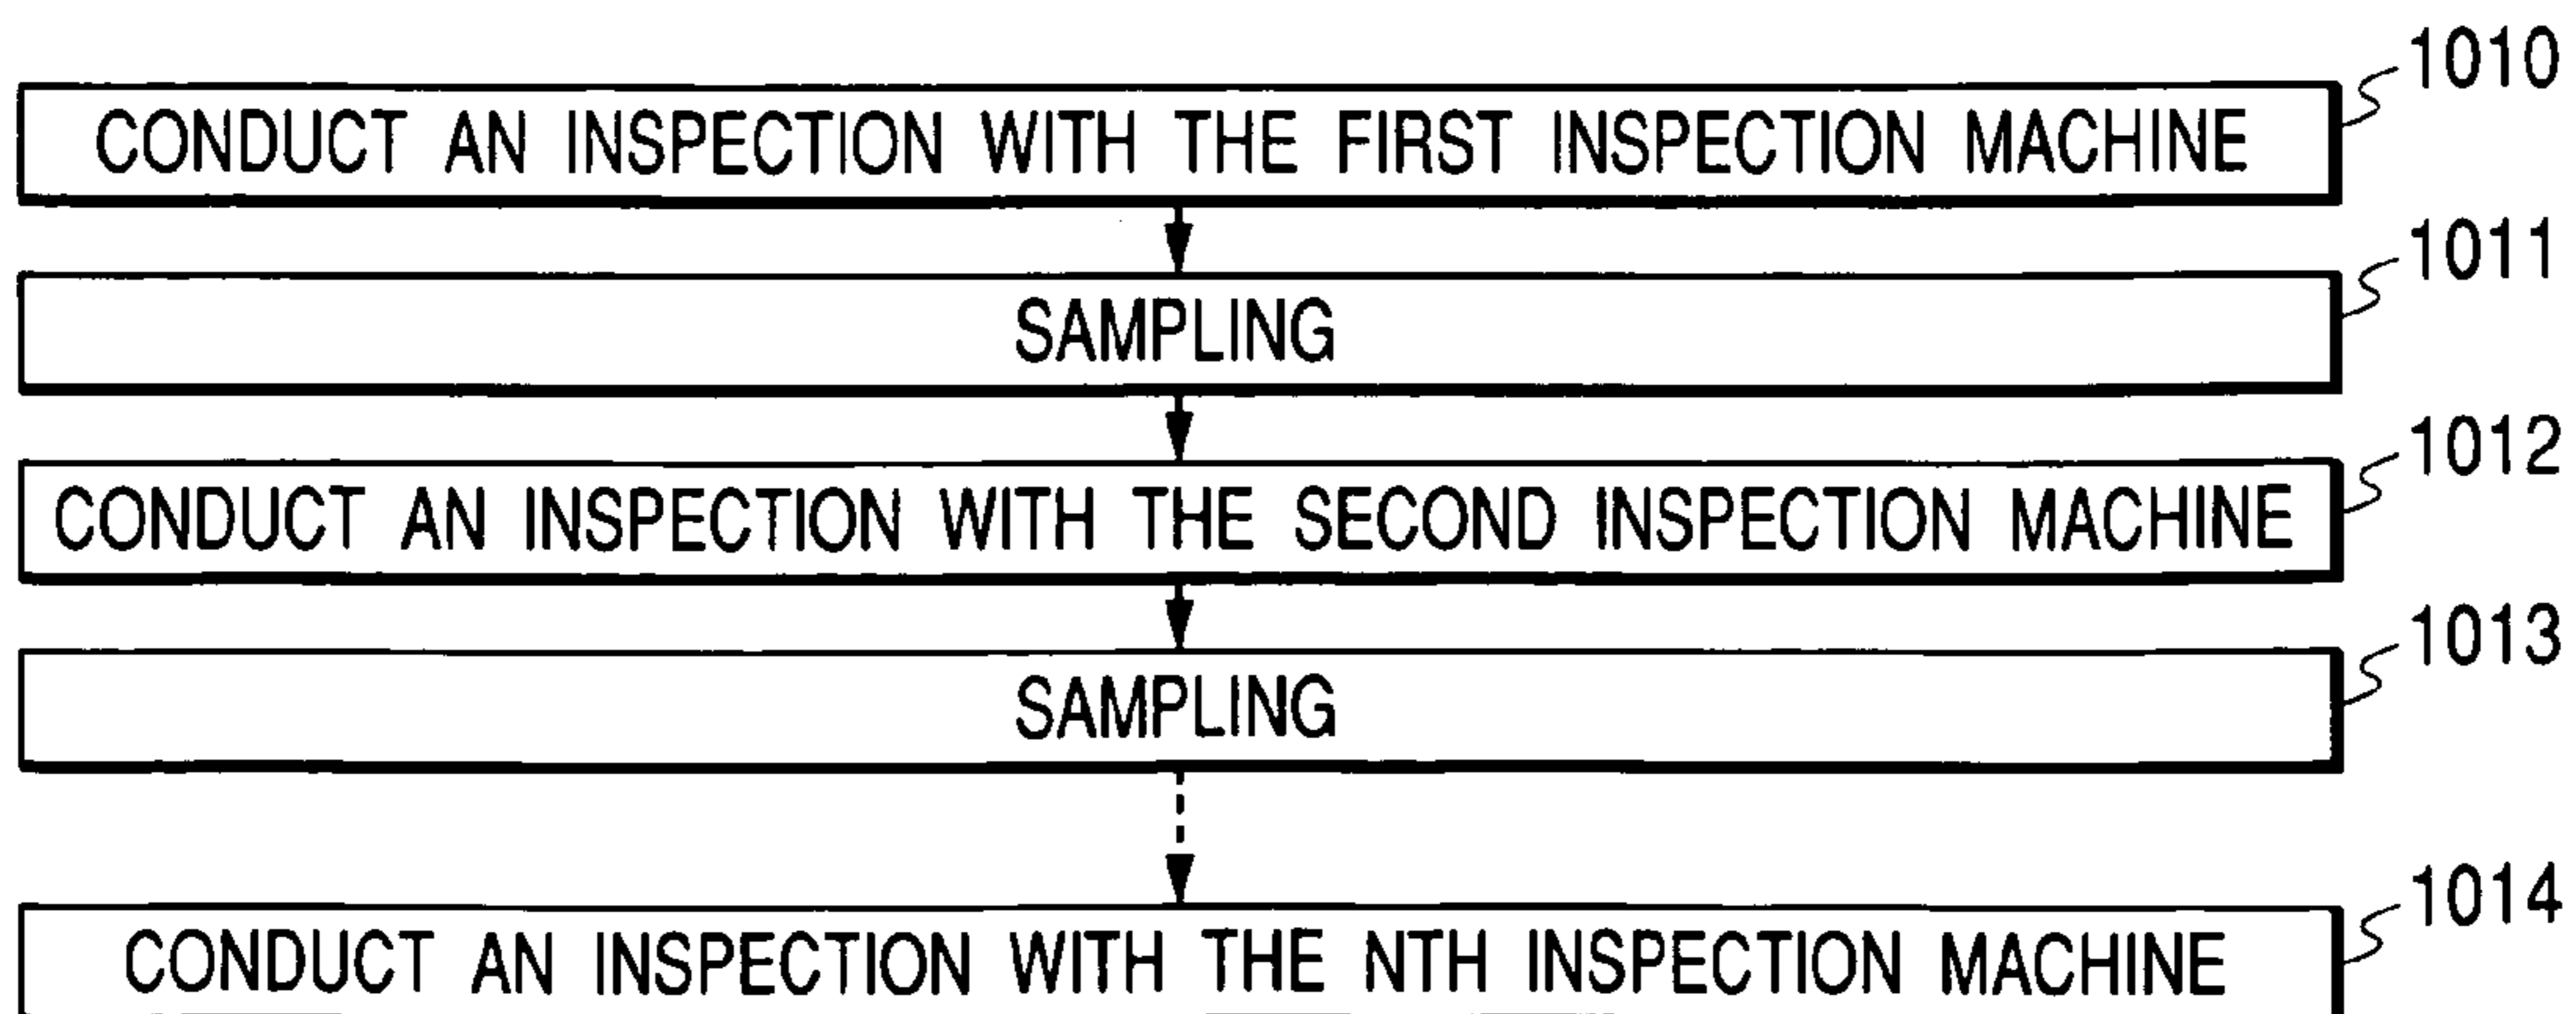 1010
CONDUCT AN INSPECTION WITH THE FIRST INSPECTION MACHINE
1011
SAMPLING
1012
CONDUCT AN INSPECTION WITH THE SECOND INSPECTION MACHINE
1013
SAMPLING
1014
CONDUCT AN INSPECTION WITH THE NTH INSPECTION MACHINE